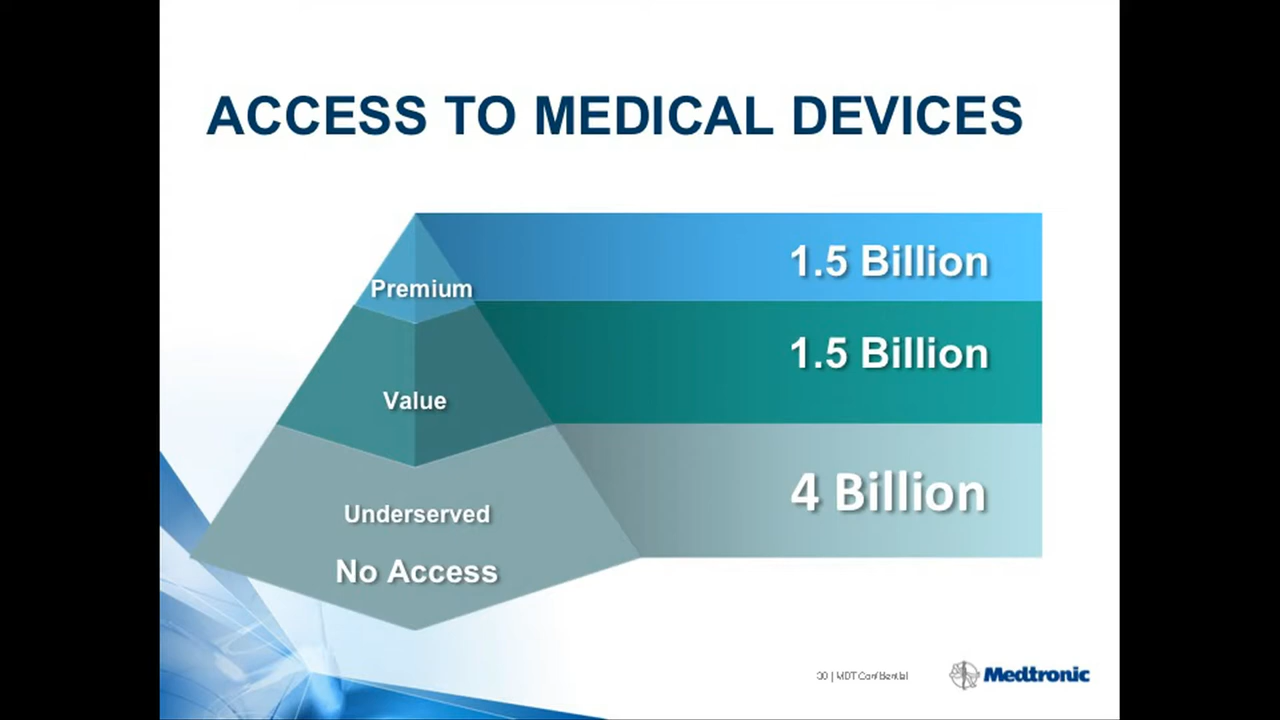 ACCESS TO MEDICAL DEVICES
Premium
1.5 Billion
Value
1.5 Billion
Underserved
No Access
4 Billion
30 | MDT Confidential
Medtronic